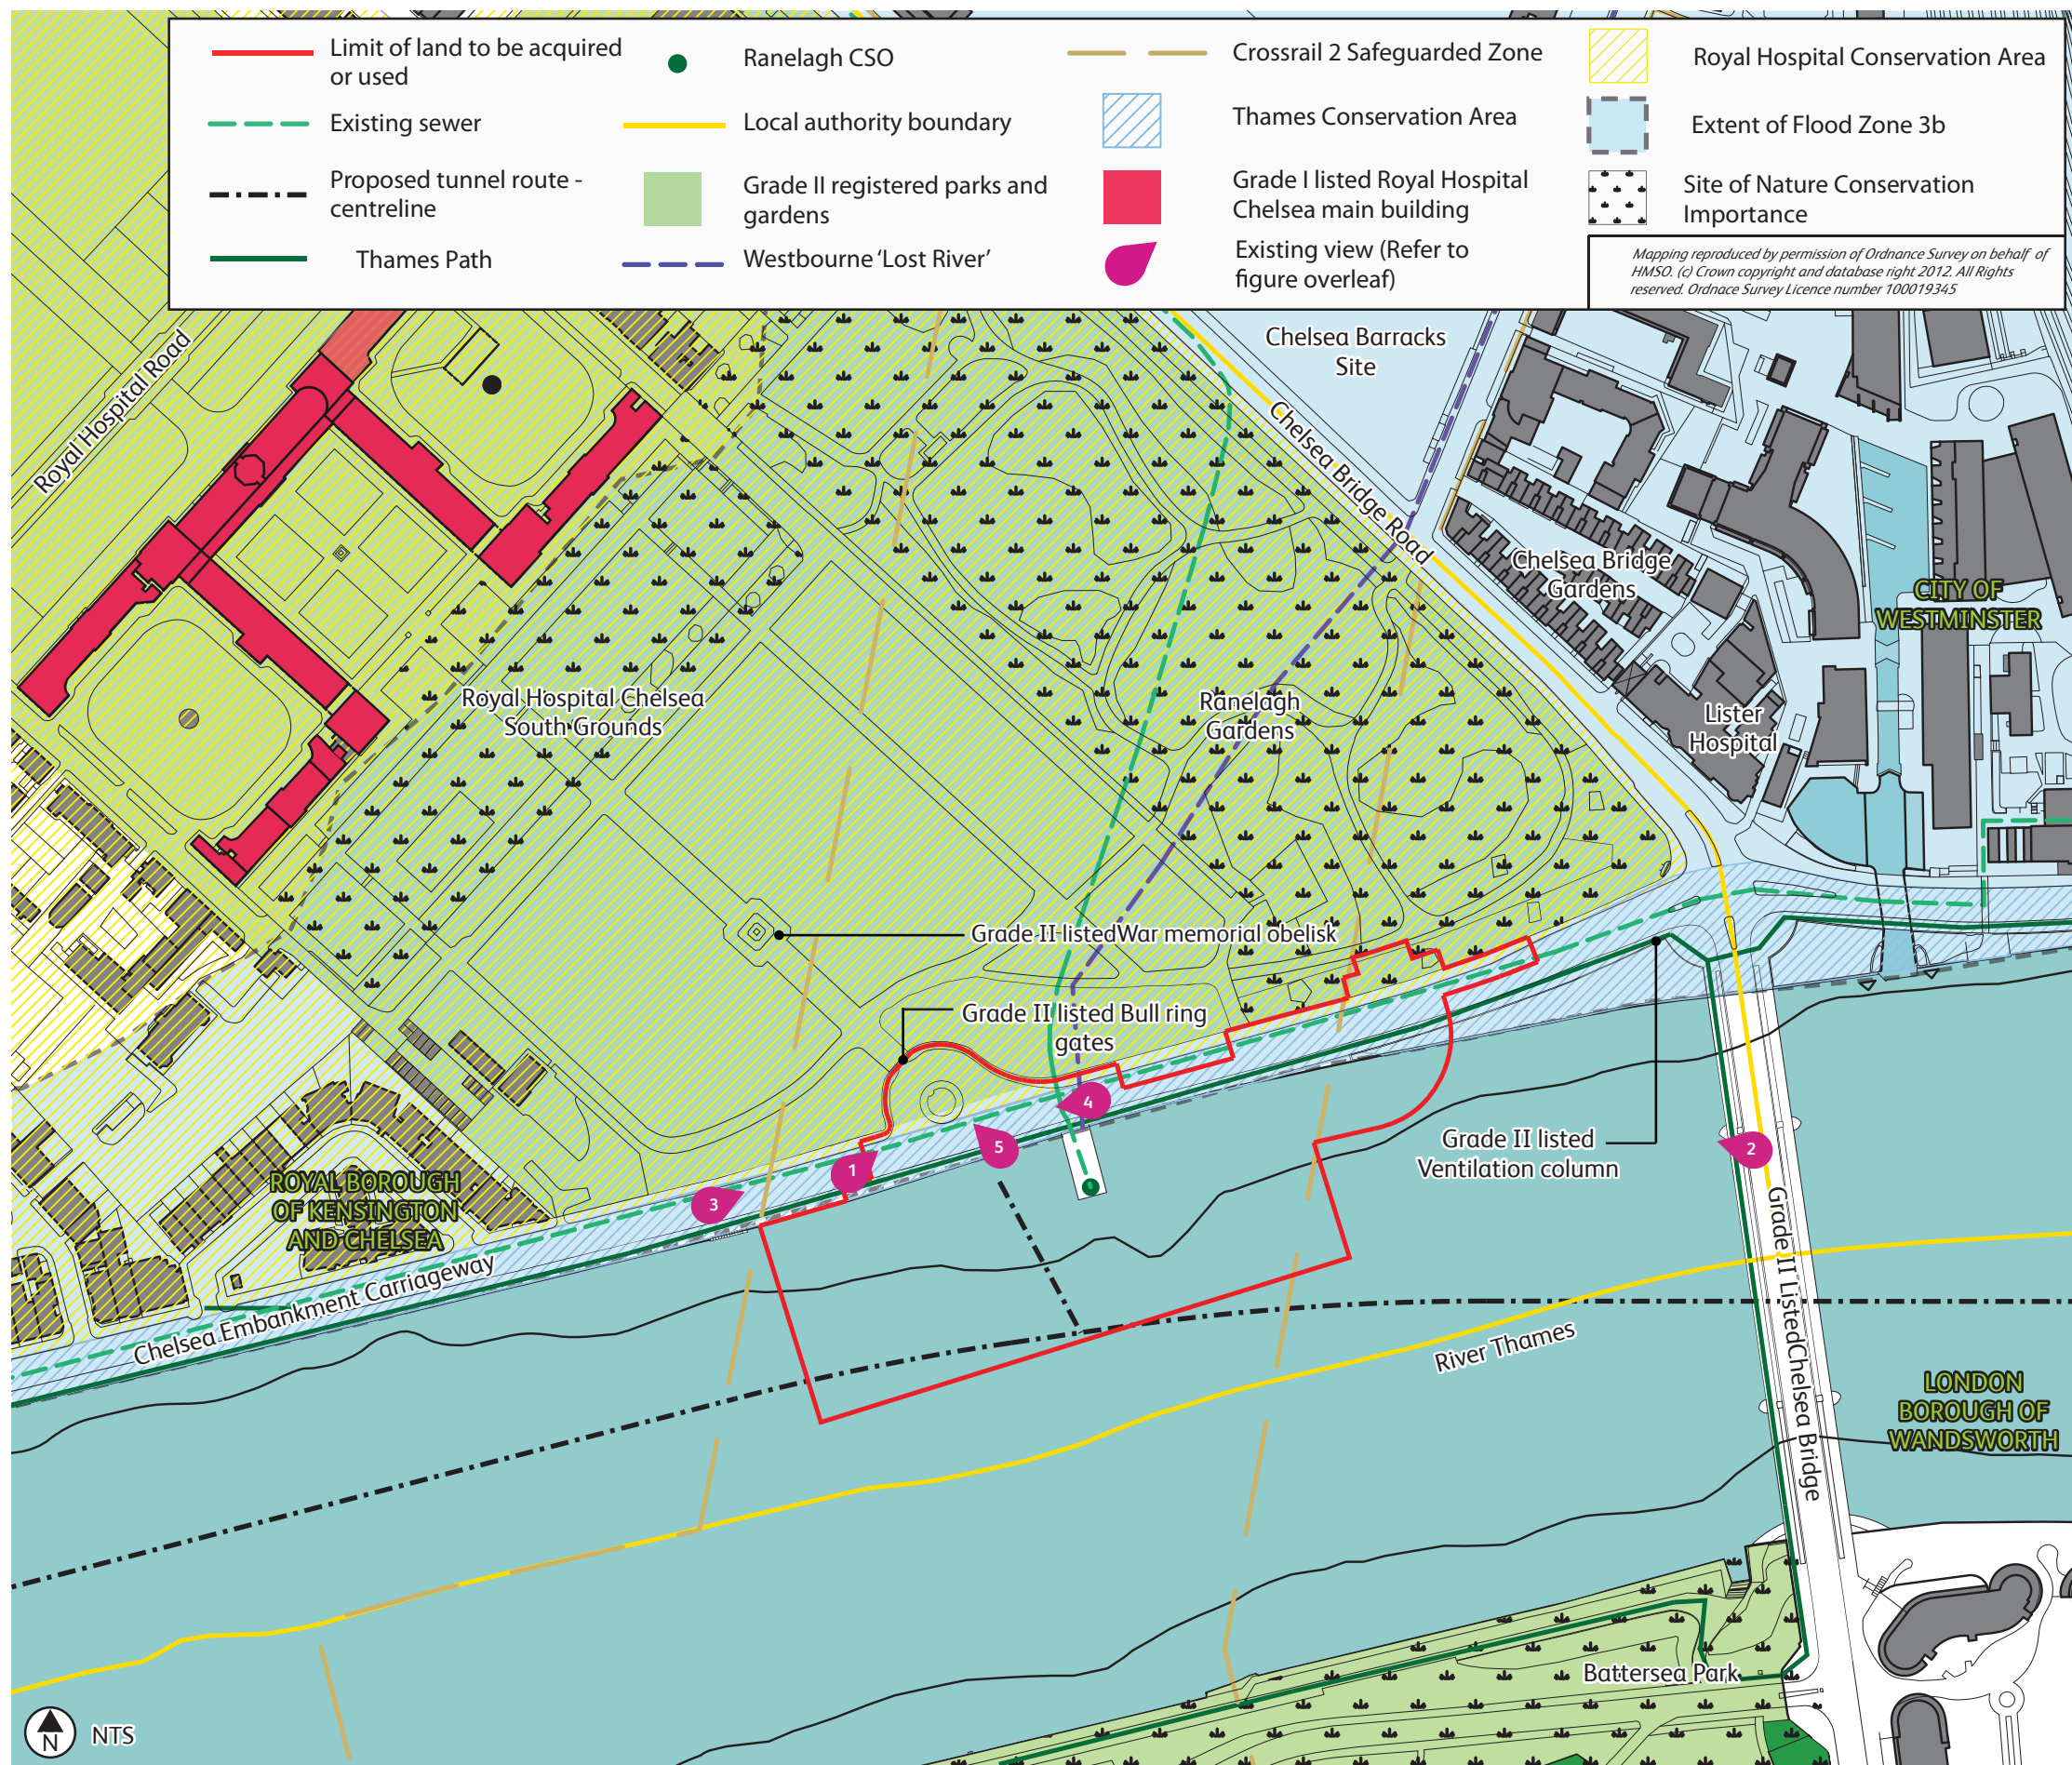 Limit of land to be acquired
or used
Existing sewer
Proposed tunnel route -
centreline
Thames Path
Ranelagh CSO
Local authority boundary
Grade II registered parks and
gardens
Westbourne ‘Lost River’
Crossrail 2 Safeguarded Zone
Thames Conservation Area
Grade I listed Royal Hospital
Chelsea main building
Existing view (Refer to
figure overleaf)
Royal Hospital Conservation Area
Extent of Flood Zone 3b
Site of Nature Conservation
Importance
Mapping reproduced by permission of Ordnance Survey on behalf of
HMSO. (c) Crown copyright and database right 2012. All Rights
reserved. Ordnace Survey Licence number 100019345
Royal Hospital Road
Chelsea Barracks
Site
Chelsea Bridge Road
Chelsea Bridge
Gardens
CITY OF
WESTMINSTER
Royal Hospital Chelsea
South Grounds
Ranelagh
Gardens
Lister
Hospital
Grade II listedWar memorial obelisk
Grade II listed Bull ring
gates
4
5
1
3
2
Grade II listed
Ventilation column
ROYAL BOROUGH
OF KENSINGTON
AND CHELSEA
Chelsea Embankment Carriageway
Grade II ListedChelsea Bridge
River Thames
LONDON
BOROUGH OF
WANDSWORTH
Battersea Park
N
NTS